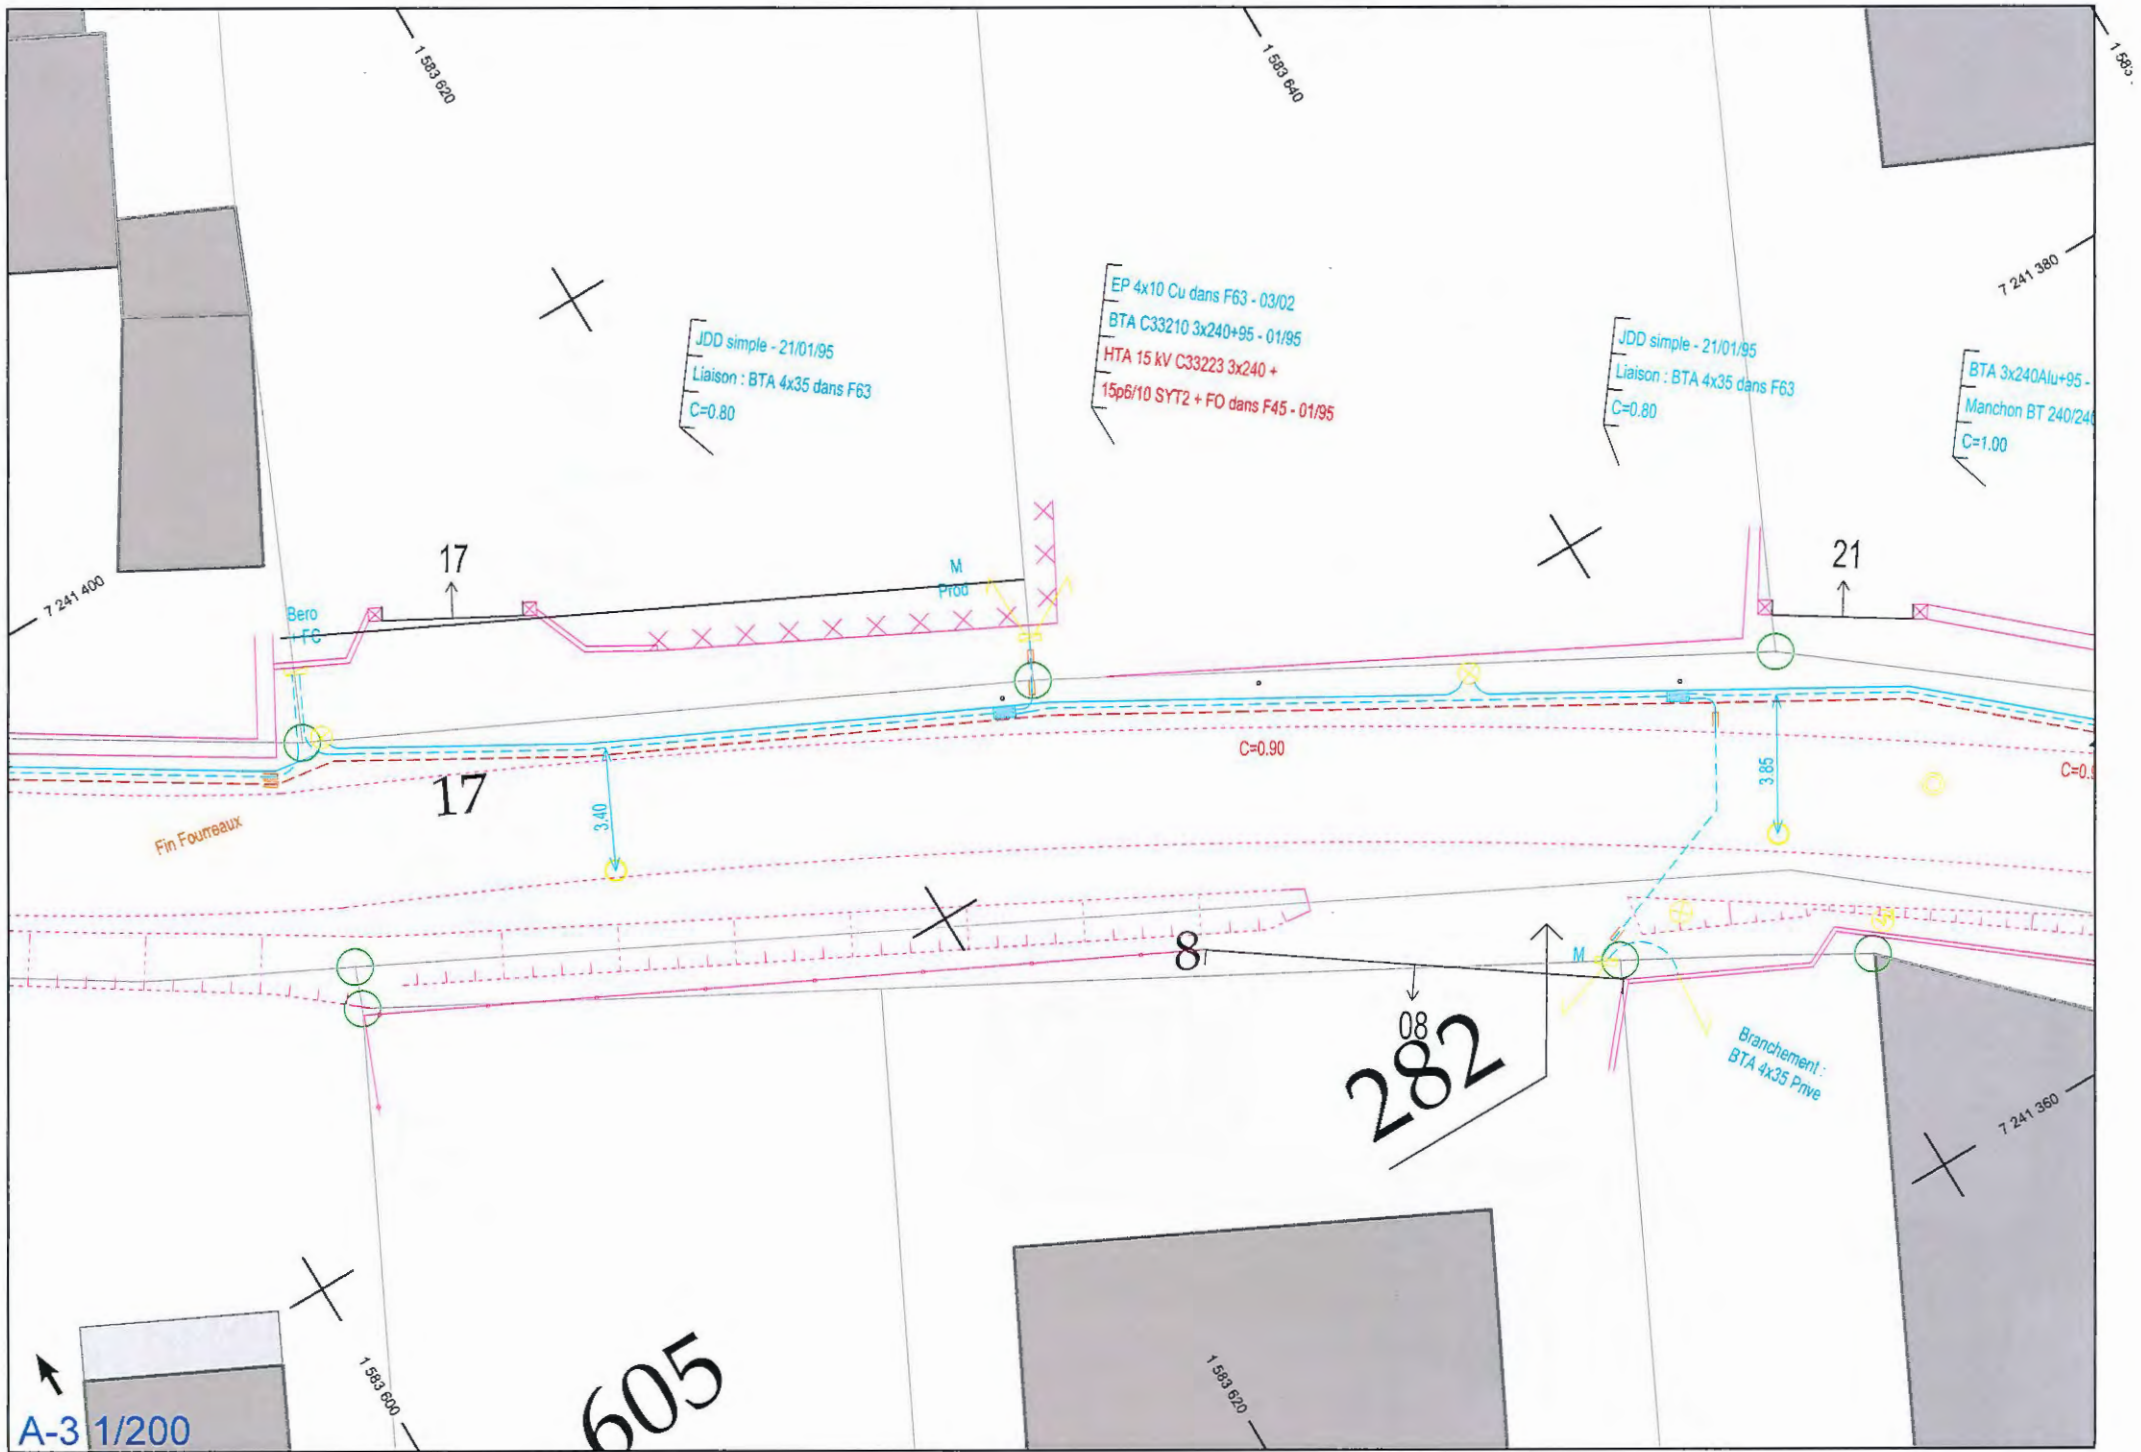 1 583 620
1 583 640
7 241 380
EP 4x10 Cu dans F63 - 03/02
BTA C33210 3x240+95 - 01/95
HTA 15 kV C33223 3x240 +
15p6/10 SYT2 + FO dans F45 - 01/95
JDD simple - 21/01/95
Liaison : BTA 4x35 dans F63
C=0.80
JDD simple - 21/01/95
Liaison : BTA 4x35 dans F63
C=0.80
BTA 3x240Alu+95 -
Manchon BT 240/240
C=1.00
17
21
7 241 400
M
Prod
Bero
FC
C=0.90
17
3.40
3.85
Fin Fourreaux
8
M
08
282
Branchement :
BTA 4x35 Prive
7 241 360
605
1 583 600
1 583 620
A-3 1/200